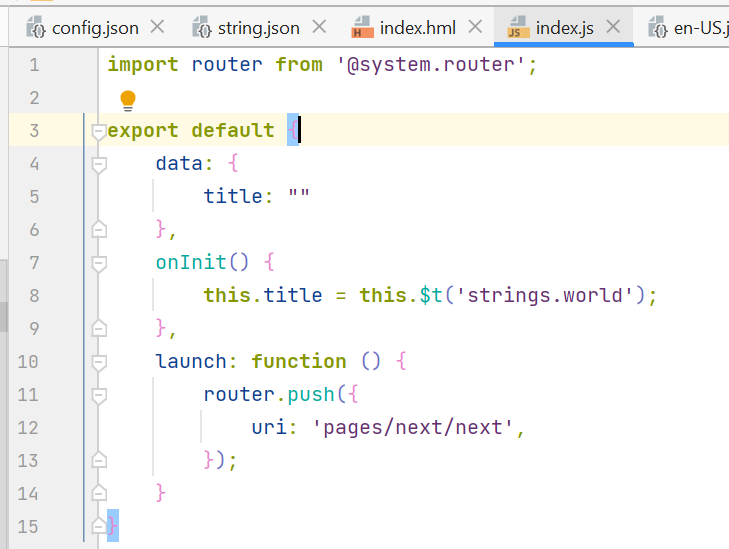 config.json string.json index.hml index.js en-US.j
H JS
1 import router from '@system.router';
2
3 export default {
4     data: {
5         title: ""
6     },
7     onInit() {
8         this.title = this.$t('strings.world');
9     },
10     launch: function () {
11         router.push({
12             uri: 'pages/next/next',
13         });
14     }
15 }